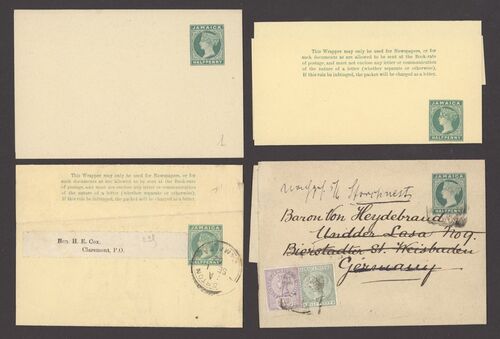 JAMAICA
HALFPENNY
This Wrapper may only be used for Newspapers, or for
such documents as are allowed to be sent at the Book-rate
of postage, and must not enclose any letter or communication
of the nature of a letter (whether separate or otherwise).
If this rule be infringed, the packet will be charged as a letter.
JAMAICA
HALFPENNY
This Wrapper may only be used for Newspapers, or for
such documents as are allowed to be sent at the Book-rate
of postage, and must not enclose any letter or communication
of the nature of a letter (whether separate or otherwise).
If this rule be infringed, the packet will be charged as a letter.
Hon. H. E. Cox,
Claremont, P.O.
HALFPENNY
JAMAICA
HALFPENNY
Baron von Heydebrand
Undder Lasa
Bierstadter St. Weisbaden
Germany